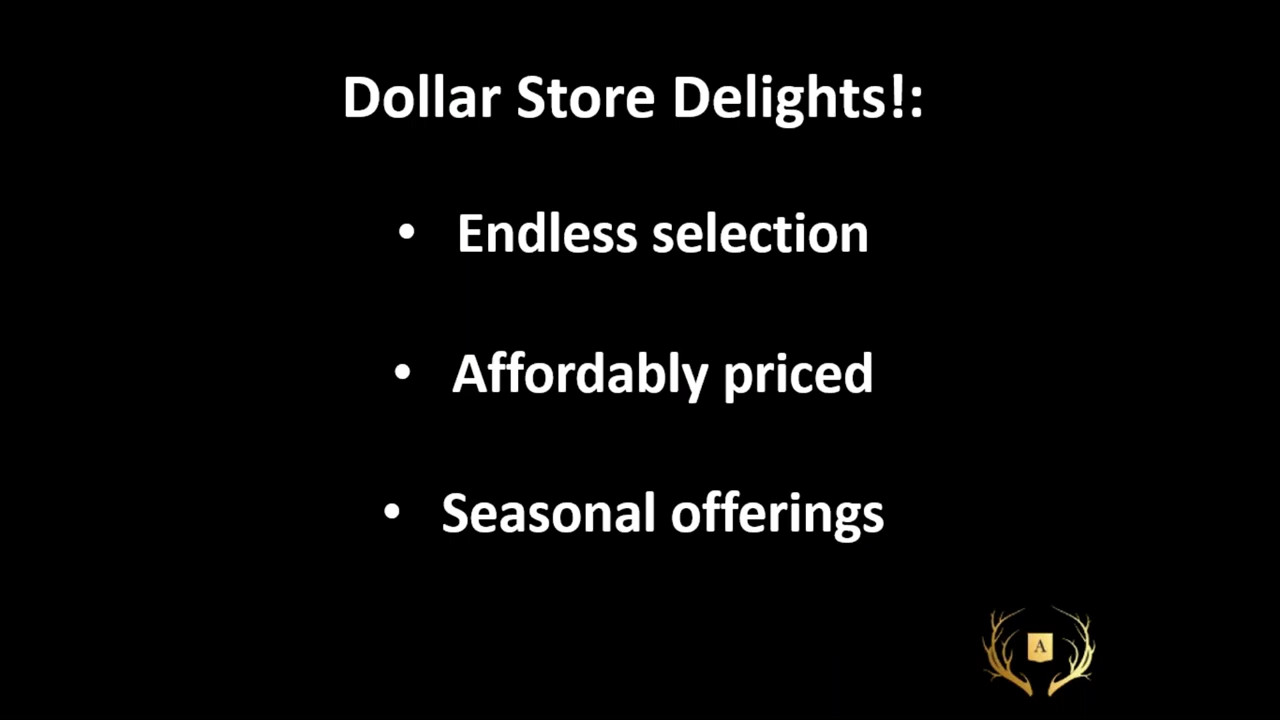 Dollar Store Delights!:
• Endless selection
• Affordably priced
• Seasonal offerings
A